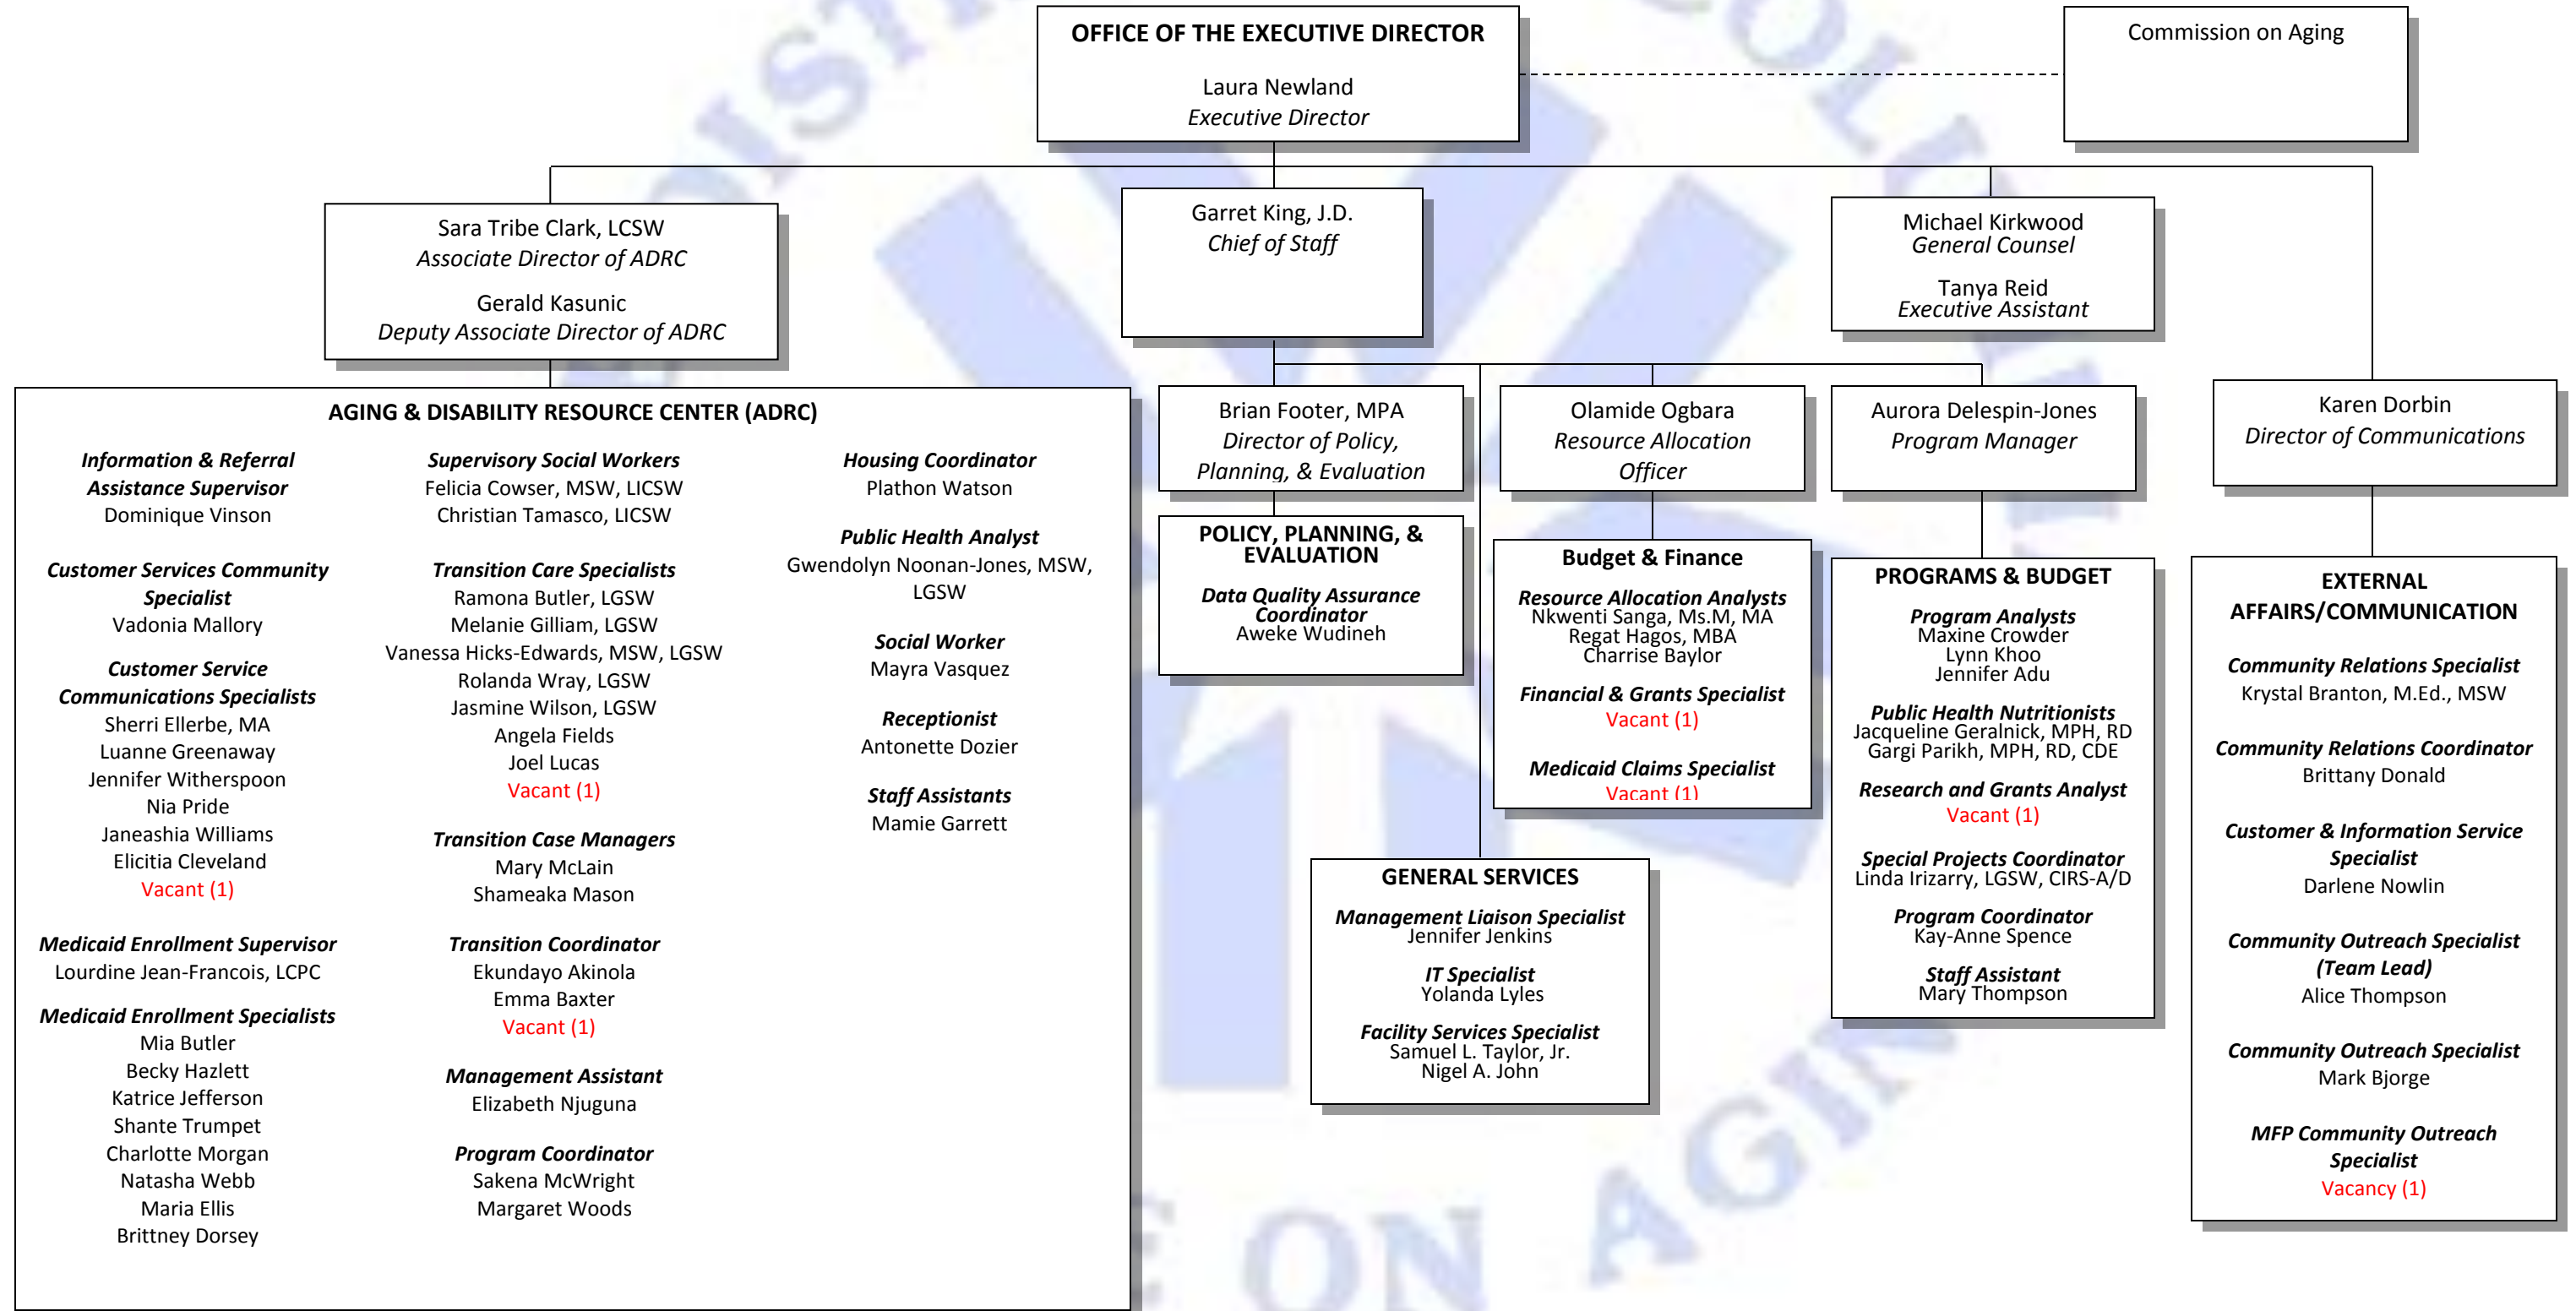 OFFICE OF THE EXECUTIVE DIRECTOR
Laura Newland
Executive Director
Commission on Aging
Sara Tribe Clark, LCSW
Associate Director of ADRC
Gerald Kasunic
Deputy Associate Director of ADRC
Garret King, J.D.
Chief of Staff
Michael Kirkwood
General Counsel
Tanya Reid
Executive Assistant
AGING & DISABILITY RESOURCE CENTER (ADRC)
Information & Referral
Assistance Supervisor
Dominique Vinson
Customer Services Community
Specialist
Vadonia Mallory
Customer Service
Communications Specialists
Sherri Ellerbe, MA
Luanne Greenaway
Jennifer Witherspoon
Nia Pride
Janeashia Williams
Elicitia Cleveland
Vacant (1)
Medicaid Enrollment Supervisor
Lourdine Jean-Francois, LCPC
Medicaid Enrollment Specialists
Mia Butler
Becky Hazlett
Katrice Jefferson
Shante Trumpet
Charlotte Morgan
Natasha Webb
Maria Ellis
Brittney Dorsey
Supervisory Social Workers
Felicia Cowser, MSW, LICSW
Christian Tamasco, LICSW
Transition Care Specialists
Ramona Butler, LGSW
Melanie Gilliam, LGSW
Vanessa Hicks-Edwards, MSW, LGSW
Rolanda Wray, LGSW
Jasmine Wilson, LGSW
Angela Fields
Joel Lucas
Vacant (1)
Transition Case Managers
Mary McLain
Shameaka Mason
Transition Coordinator
Ekundayo Akinola
Emma Baxter
Vacant (1)
Management Assistant
Elizabeth Njuguna
Program Coordinator
Sakena McWright
Margaret Woods
Housing Coordinator
Plathon Watson
Public Health Analyst
Gwendolyn Noonan-Jones, MSW,
LGSW
Social Worker
Mayra Vasquez
Receptionist
Antonette Dozier
Staff Assistants
Mamie Garrett
Brian Footer, MPA
Director of Policy,
Planning, & Evaluation
POLICY, PLANNING, &
EVALUATION
Data Quality Assurance
Coordinator
Aweke Wudineh
Olamide Ogbara
Resource Allocation
Officer
Budget & Finance
Resource Allocation Analysts
Nkwenti Sanga, Ms.M, MA
Regat Hagos, MBA
Charrise Baylor
Financial & Grants Specialist
Vacant (1)
Medicaid Claims Specialist
Vacant (1)
GENERAL SERVICES
Management Liaison Specialist
Jennifer Jenkins
IT Specialist
Yolanda Lyles
Facility Services Specialist
Samuel L. Taylor, Jr.
Nigel A. John
Aurora Delespin-Jones
Program Manager
PROGRAMS & BUDGET
Program Analysts
Maxine Crowder
Lynn Khoo
Jennifer Adu
Public Health Nutritionists
Jacqueline Geralnick, MPH, RD
Gargi Parikh, MPH, RD, CDE
Research and Grants Analyst
Vacant (1)
Special Projects Coordinator
Linda Irizarry, LGSW, CIRS-A/D
Program Coordinator
Kay-Anne Spence
Staff Assistant
Mary Thompson
Karen Dorbin
Director of Communications
EXTERNAL
AFFAIRS/COMMUNICATION
Community Relations Specialist
Krystal Branton, M.Ed., MSW
Community Relations Coordinator
Brittany Donald
Customer & Information Service
Specialist
Darlene Nowlin
Community Outreach Specialist
(Team Lead)
Alice Thompson
Community Outreach Specialist
Mark Bjorge
MFP Community Outreach
Specialist
Vacancy (1)
ON